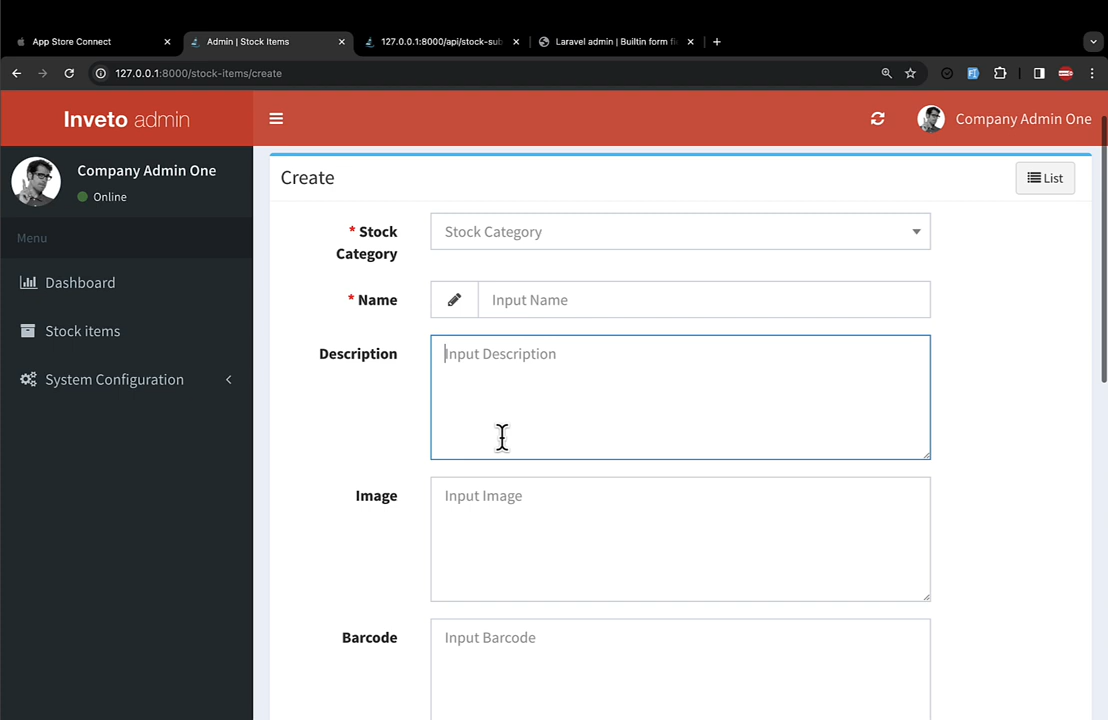 App Store Connect
Admin | Stock Items
127.0.0.1:8000/api/stock-sub
Laravel admin | Builtin form fi
127.0.0.1:8000/stock-items/create
Inveto admin
Company Admin One
Company Admin One
Online
Menu
Dashboard
Stock items
System Configuration
Create
List
* Stock
Category
Stock Category
* Name
Input Name
Description
Input Description
Image
Input Image
Barcode
Input Barcode